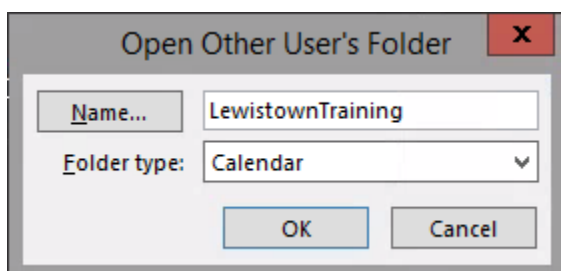 Open Other User's Folder
x
Name...
LewistownTraining
Folder type:
Calendar
OK
Cancel